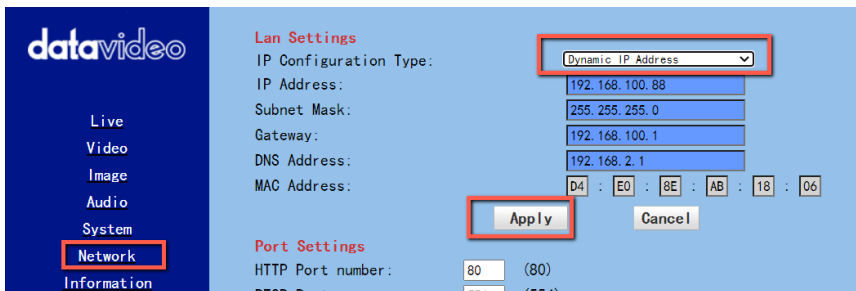 datavideo
Live
Video
Image
Audio
System
Network
Information
Lan Settings
IP Configuration Type: Dynamic IP Address
IP Address: 192.168.100.88
Subnet Mask: 255.255.255.0
Gateway: 192.168.100.1
DNS Address: 192.168.2.1
MAC Address: D4 : E0 : 8E : AB : 18 : 06
Apply Cancel
Port Settings
HTTP Port number: 80 (80)